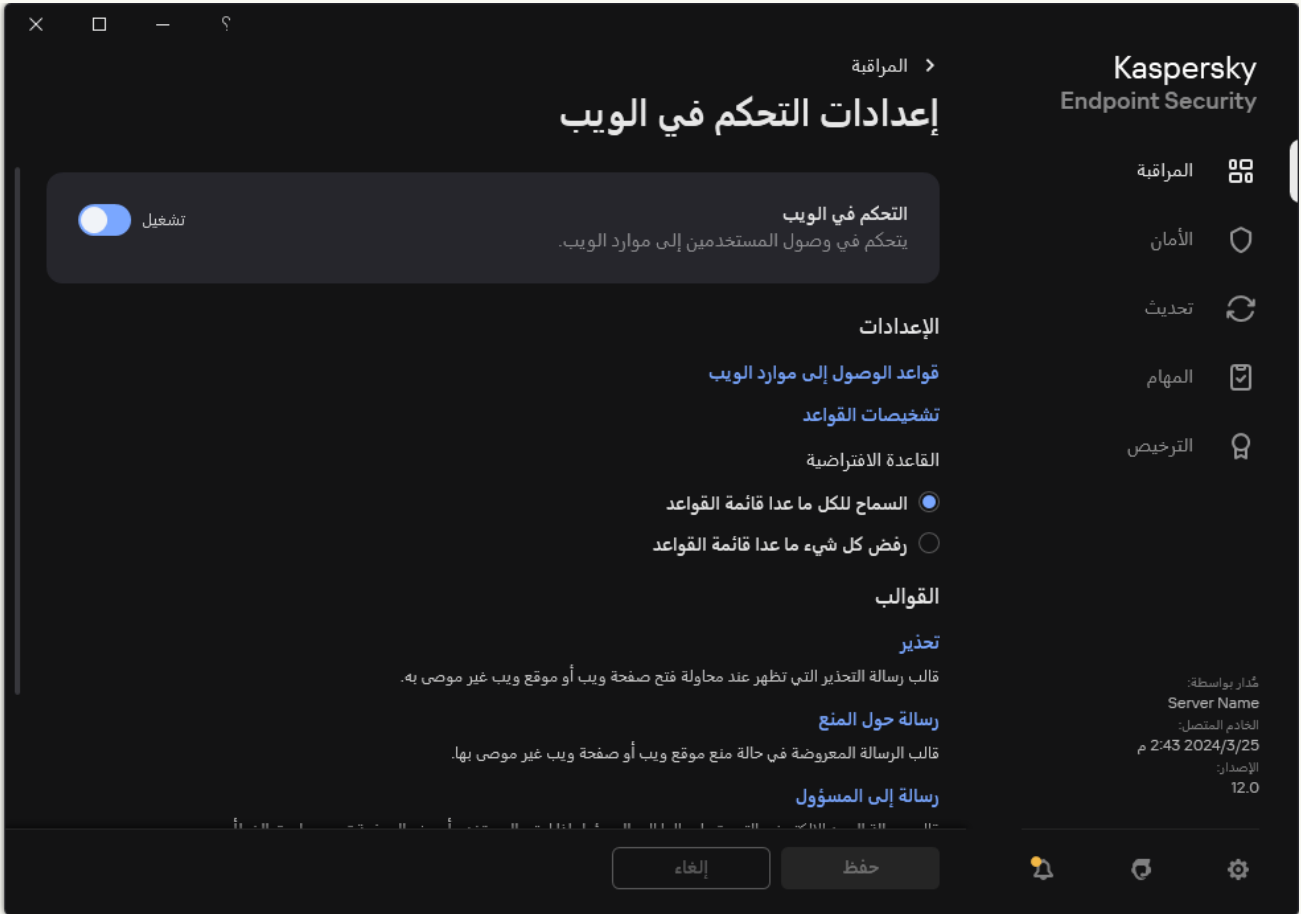 ؟
Kaspersky
Endpoint Security
المراقبة
الأمان
تحديث
المهام
الترخيص
مُدار بواسطة:
Server Name
الخادم المتصل:
2024/3/25 2:43 م
الإصدار:
12.0
المراقبة
إعدادات التحكم في الويب
التحكم في الويب
يتحكم في وصول المستخدمين إلى موارد الويب.
تشغيل
الإعدادات
قواعد الوصول إلى موارد الويب
تشخيصات القواعد
القاعدة الافتراضية
السماح للكل ما عدا قائمة القواعد
رفض كل شيء ما عدا قائمة القواعد
القوالب
تحذير
قالب رسالة التحذير التي تظهر عند محاولة فتح صفحة ويب أو موقع ويب غير موصى به.
رسالة حول المنع
قالب الرسالة المعروضة في حالة منع موقع ويب أو صفحة ويب غير موصى بها.
رسالة إلى المسؤول
حفظ
إلغاء